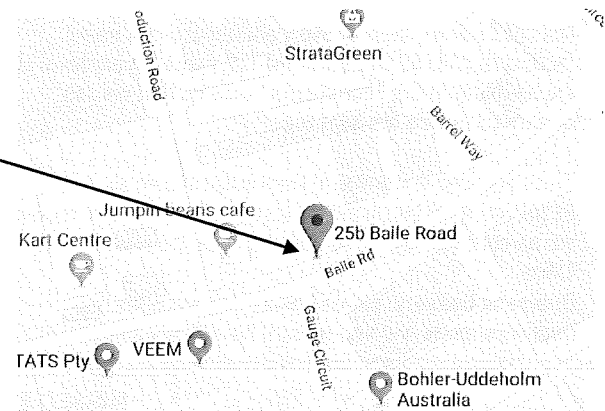 oduction Road
StrataGreen
Barrel Way
Jumpin beans cafe
25b Baile Road
Kart Centre
Baile Rd
Gauge Circuit
TATS Pty
VEEM
Bohler-Uddeholm
Australia